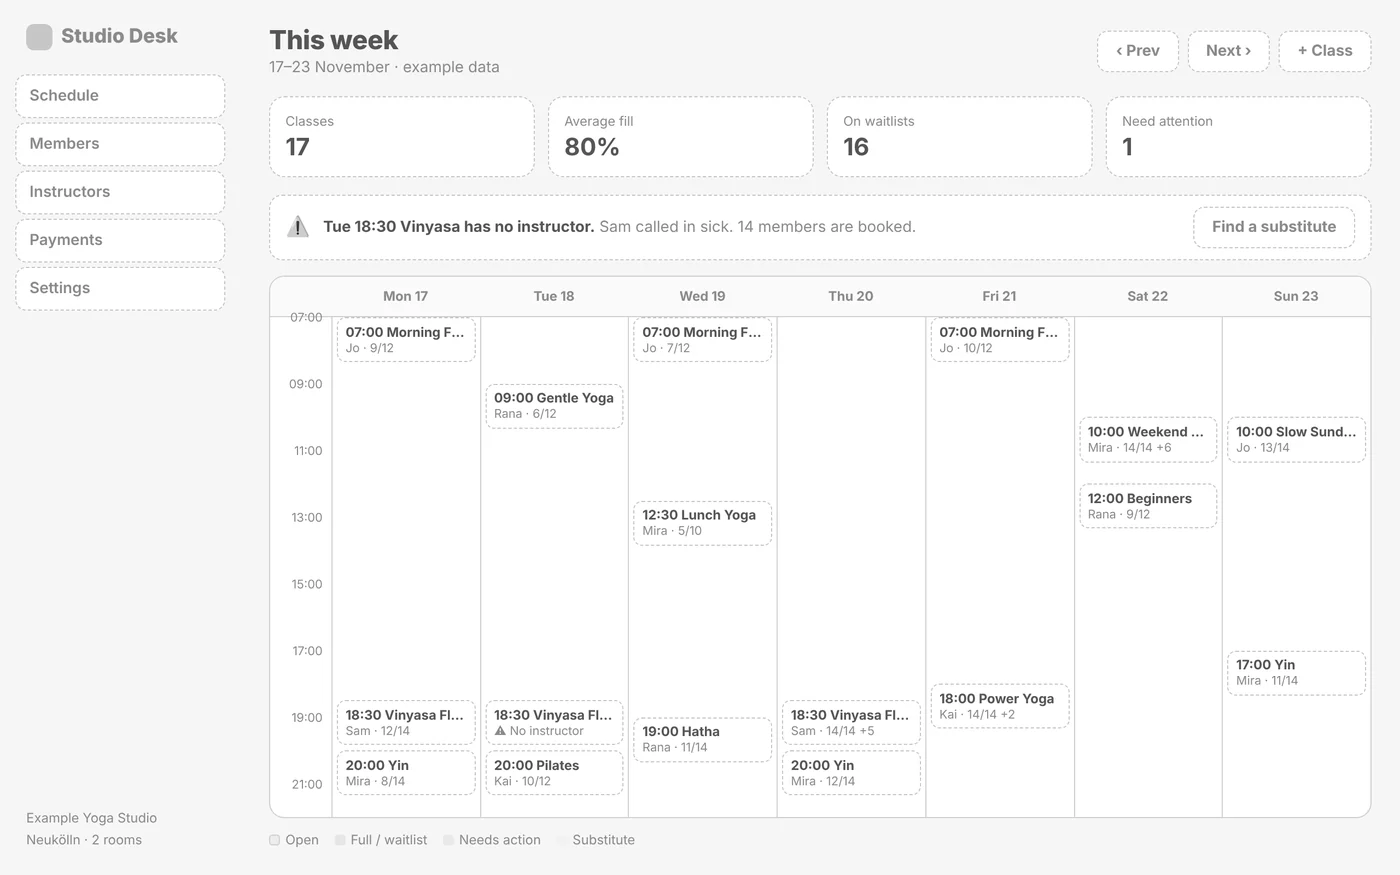 Studio Desk
Schedule
Members
Instructors
Payments
Settings
Example Yoga Studio
Neukölln · 2 rooms
This week
17–23 November · example data
‹ Prev
Next ›
+ Class
Classes
17
Average fill
80%
On waitlists
16
Need attention
1
⚠ Tue 18:30 Vinyasa has no instructor. Sam called in sick. 14 members are booked.
Find a substitute
Mon 17
Tue 18
Wed 19
Thu 20
Fri 21
Sat 22
Sun 23
07:00
09:00
11:00
13:00
15:00
17:00
19:00
21:00
07:00 Morning F…
Jo · 9/12
18:30 Vinyasa Fl…
Sam · 12/14
20:00 Yin
Mira · 8/14
09:00 Gentle Yoga
Rana · 6/12
18:30 Vinyasa Fl…
⚠ No instructor
20:00 Pilates
Kai · 10/12
07:00 Morning F…
Jo · 7/12
12:30 Lunch Yoga
Mira · 5/10
19:00 Hatha
Rana · 11/14
18:30 Vinyasa Fl…
Sam · 14/14 +5
20:00 Yin
Mira · 12/14
07:00 Morning F…
Jo · 10/12
18:00 Power Yoga
Kai · 14/14 +2
10:00 Weekend …
Mira · 14/14 +6
12:00 Beginners
Rana · 9/12
10:00 Slow Sund…
Jo · 13/14
17:00 Yin
Mira · 11/14
Open
Full / waitlist
Needs action
Substitute